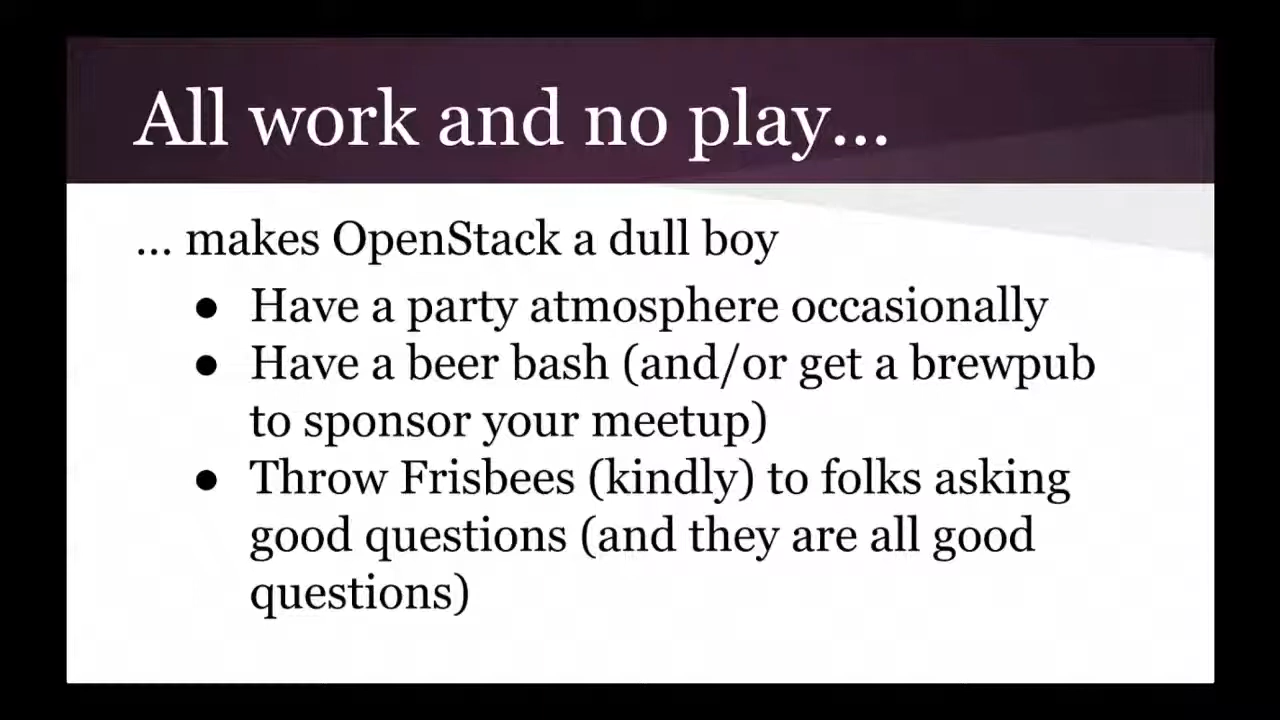 All work and no play...
... makes OpenStack a dull boy
● Have a party atmosphere occasionally
● Have a beer bash (and/or get a brewpub
to sponsor your meetup)
● Throw Frisbees (kindly) to folks asking
good questions (and they are all good
questions)